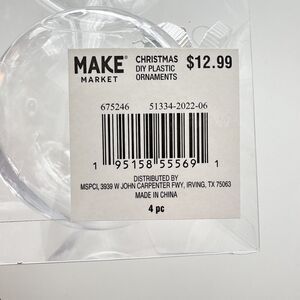 MAKE® CHRISTMAS $12.99
MARKET DIY PLASTIC
ORNAMENTS
675246 51334-2022-06
1 95158 55569 1
DISTRIBUTED BY
MSPCI, 3939 W JOHN CARPENTER FWY, IRVING, TX 75063
MADE IN CHINA
4 pc